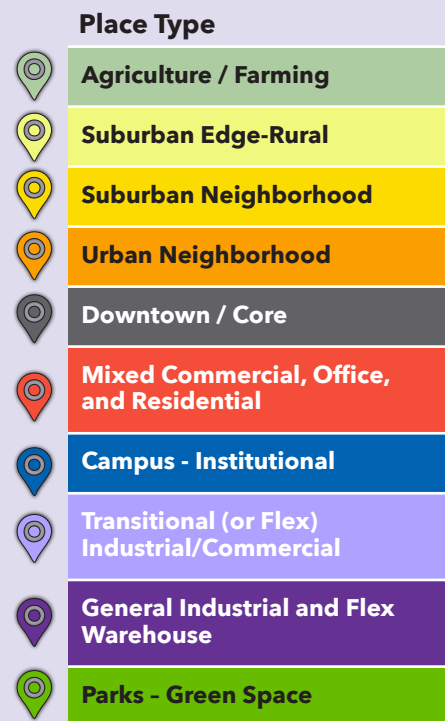 Place Type
Agriculture / Farming
Suburban Edge-Rural
Suburban Neighborhood
Urban Neighborhood
Downtown / Core
Mixed Commercial, Office,
and Residential
Campus - Institutional
Transitional (or Flex)
Industrial/Commercial
General Industrial and Flex
Warehouse
Parks – Green Space